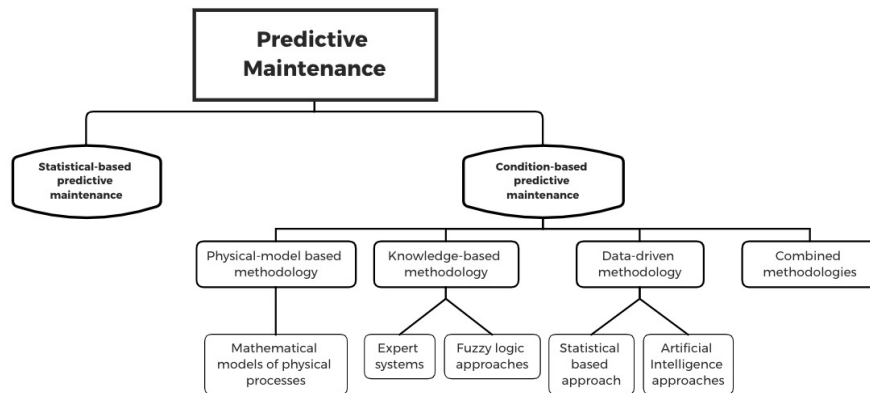 Predictive
Maintenance
Statistical-based
predictive
maintenance
Condition-based
predictive
maintenance
Physical-model based
methodology
Knowledge-based
methodology
Data-driven
methodology
Combined
methodologies
Mathematical
models of physical
processes
Expert
systems
Fuzzy logic
approaches
Statistical
based
approach
Artificial
Intelligence
approaches